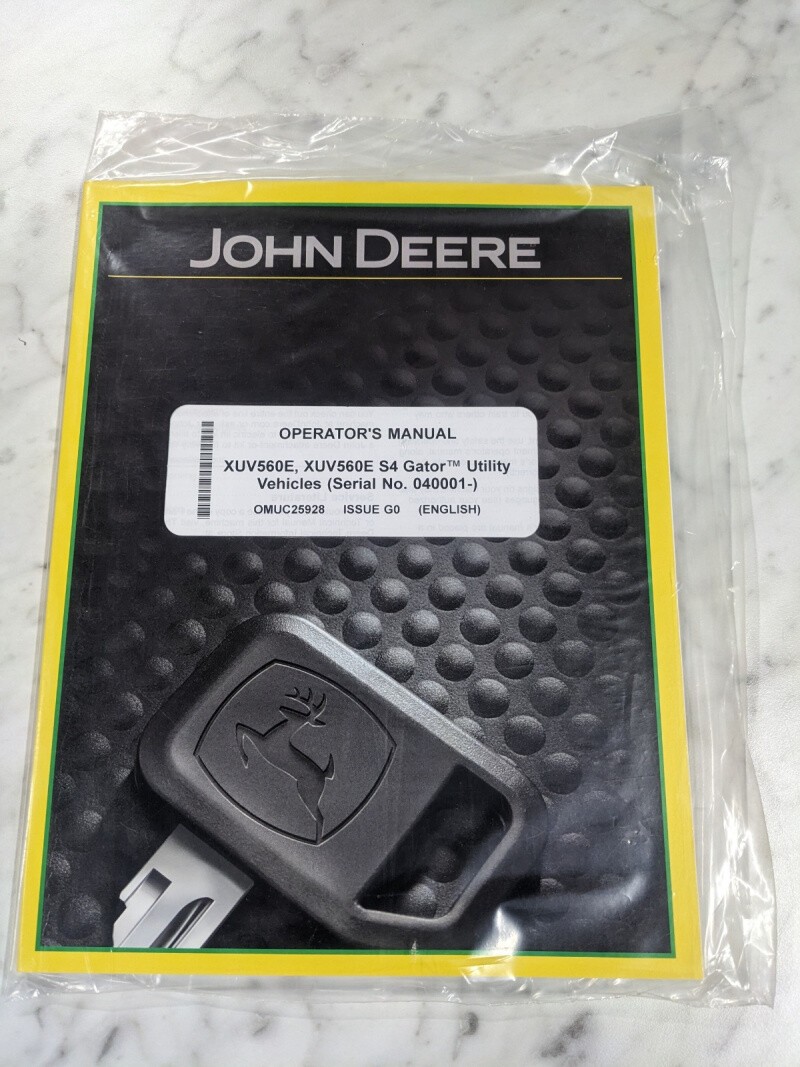 JOHN DEERE
OPERATOR'S MANUAL
XUV560E, XUV560E S4 Gator™ Utility
Vehicles (Serial No. 040001-)
OMUC25928 ISSUE G0 (ENGLISH)